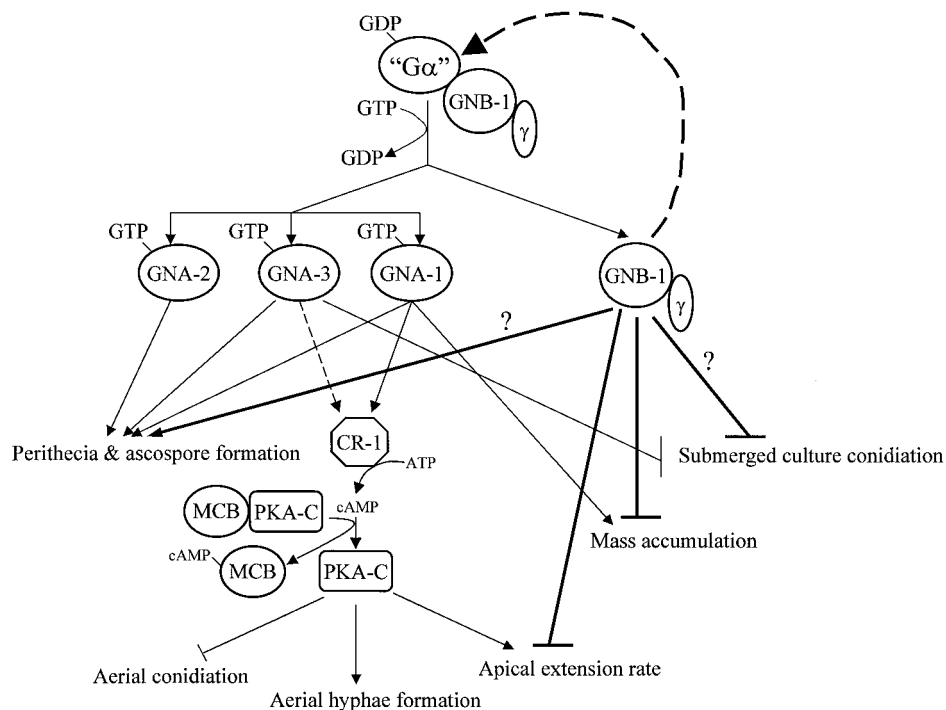 GDP
“Gα”
GNB-1
γ
GTP
GDP
GTP
GTP
GTP
GNA-2
GNA-3
GNA-1
GNB-1
γ
?
?
CR-1
Perithecia & ascospore formation
ATP
Submerged culture conidiation
MCB
PKA-C
cAMP
Mass accumulation
cAMP
MCB
PKA-C
Aerial conidiation
Apical extension rate
Aerial hyphae formation